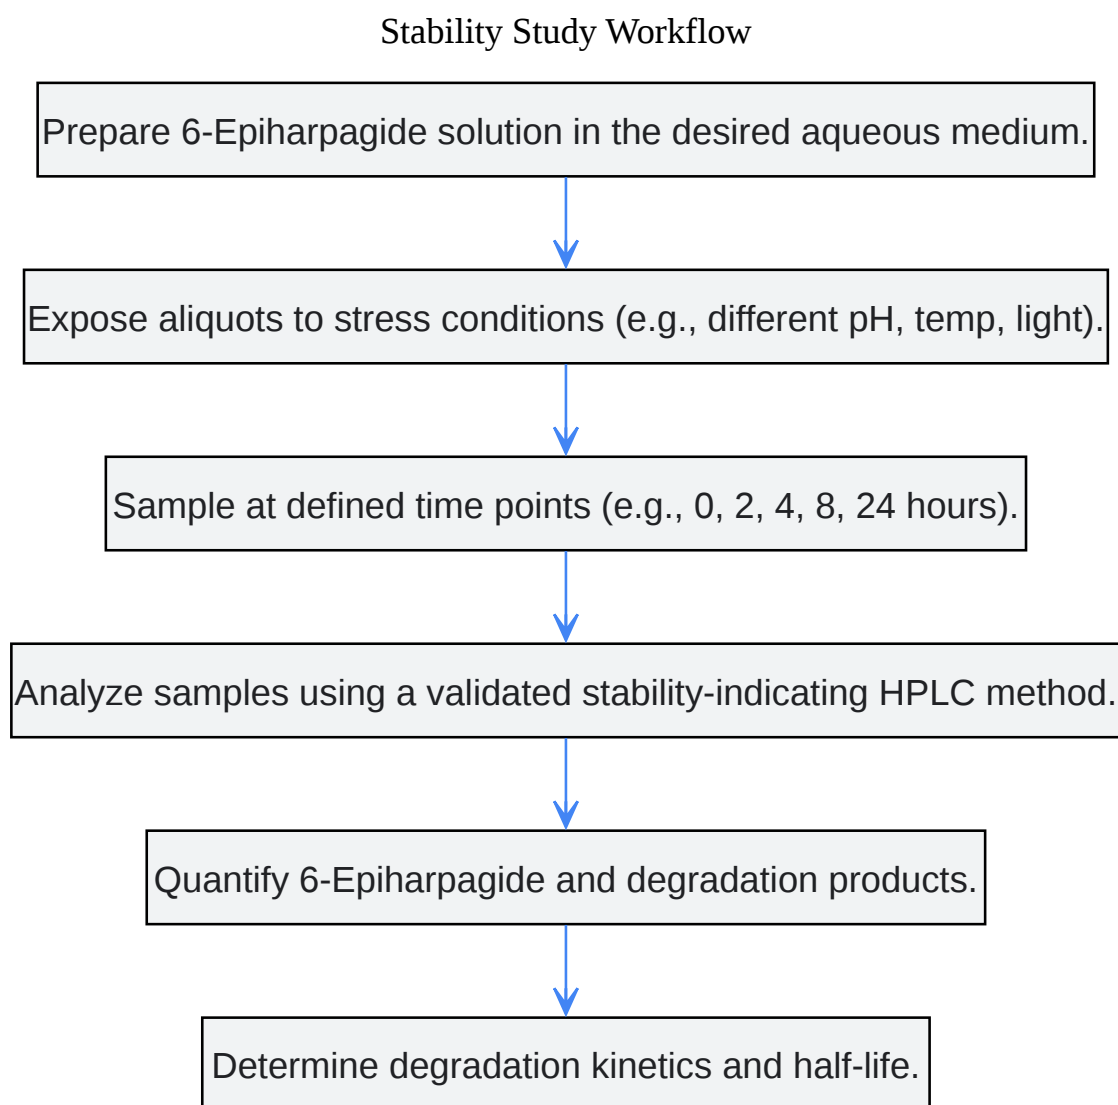 Stability Study Workflow
Prepare 6-Epiharpagide solution in the desired aqueous medium.
Expose aliquots to stress conditions (e.g., different pH, temp, light).
Sample at defined time points (e.g., 0, 2, 4, 8, 24 hours).
Analyze samples using a validated stability-indicating HPLC method.
Quantify 6-Epiharpagide and degradation products.
Determine degradation kinetics and half-life.